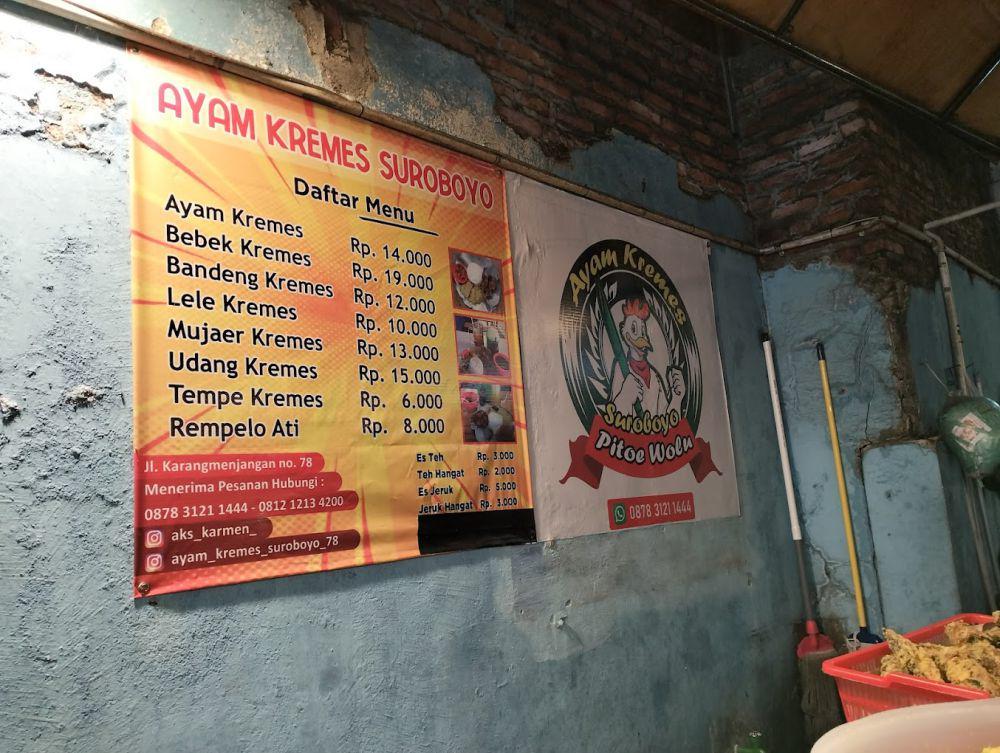 AYAM KREMES SUROBOYO
Daftar Menu
Ayam Kremes Rp. 14.000
Bebek Kremes Rp. 19.000
Bandeng Kremes Rp. 12.000
Lele Kremes Rp. 10.000
Mujaer Kremes Rp. 13.000
Udang Kremes Rp. 15.000
Tempe Kremes Rp. 6.000
Rempelo Ati Rp. 8.000
Es Teh Rp. 3.000
Teh Hangat Rp. 2.000
Es Jeruk Rp. 5.000
Jeruk Hangat Rp. 3.000
Jl. Karangmenjangan no. 78
Menerima Pesanan Hubungi :
0878 3121 1444 - 0812 1213 4200
aks_karmen_
ayam_kremes_suroboyo_78
Ayam Kremes
Suroboyo
Pitoe Wolu
0878 3121 1444